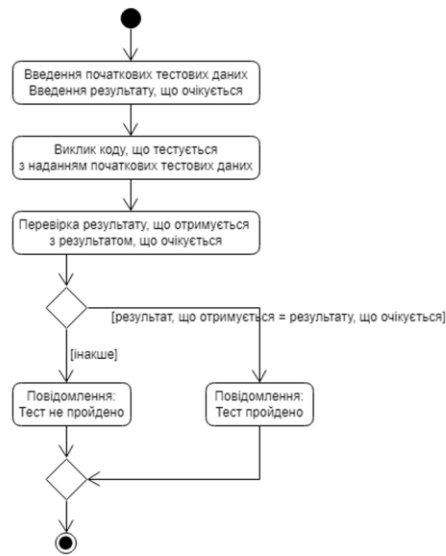 Введення початкових тестових даних
Введення результату, що очікується
Виклик коду, що тестується
з наданням початкових тестових даних
Перевірка результату, що отримується
з результатом, що очікується
[результат, що отримується = результату, що очікується]
[інакше]
Повідомлення:
Тест не пройдено
Повідомлення:
Тест пройдено